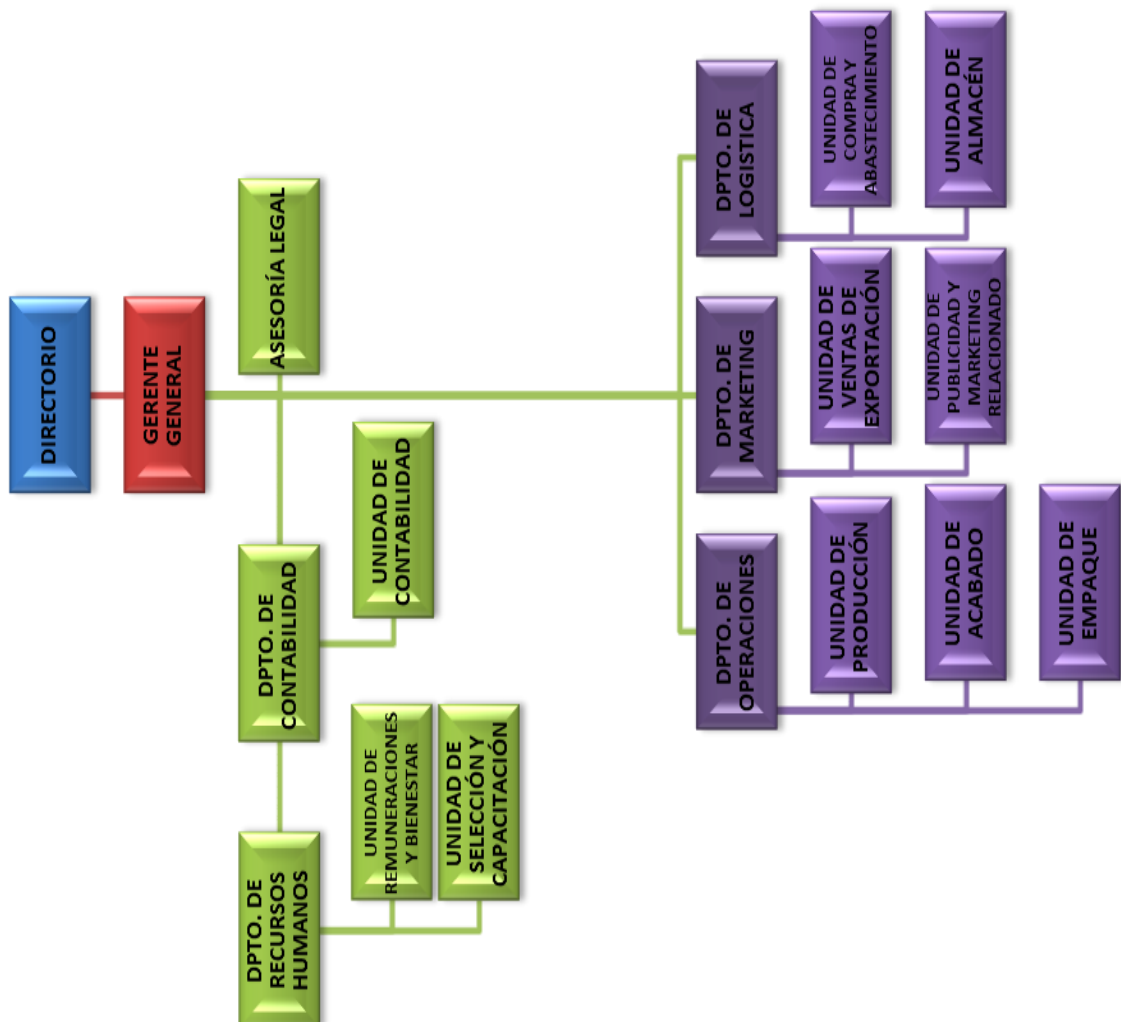 DIRECTORIO
GERENTE
GENERAL
ASESORÍA LEGAL
DPTO. DE
CONTABILIDAD
UNIDAD DE
CONTABILIDAD
DPTO. DE
RECURSOS
HUMANOS
UNIDAD DE
REMUNERACIONES
Y BIENESTAR
UNIDAD DE
SELECCIÓN Y
CAPACITACIÓN
DPTO. DE
OPERACIONES
UNIDAD DE
PRODUCCIÓN
UNIDAD DE
ACABADO
UNIDAD DE
EMPAQUE
DPTO. DE
MARKETING
UNIDAD DE
VENTAS DE
EXPORTACIÓN
UNIDAD DE
PUBLICIDAD Y
MARKETING
RELACIONADO
DPTO. DE
LOGISTICA
UNIDAD DE
COMPRA Y
ABASTECIMIENTO
UNIDAD DE
ALMACÉN